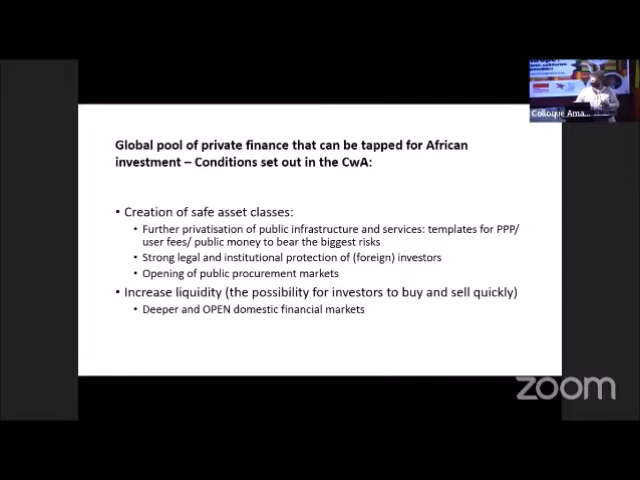 Global pool of private finance that can be tapped for African
investment – Conditions set out in the CwA:
• Creation of safe asset classes:
• Further privatisation of public infrastructure and services: templates for PPP/
user fees/ public money to bear the biggest risks
• Strong legal and institutional protection of (foreign) investors
• Opening of public procurement markets
• Increase liquidity (the possibility for investors to buy and sell quickly)
• Deeper and OPEN domestic financial markets
Colloque Ama...
zoom